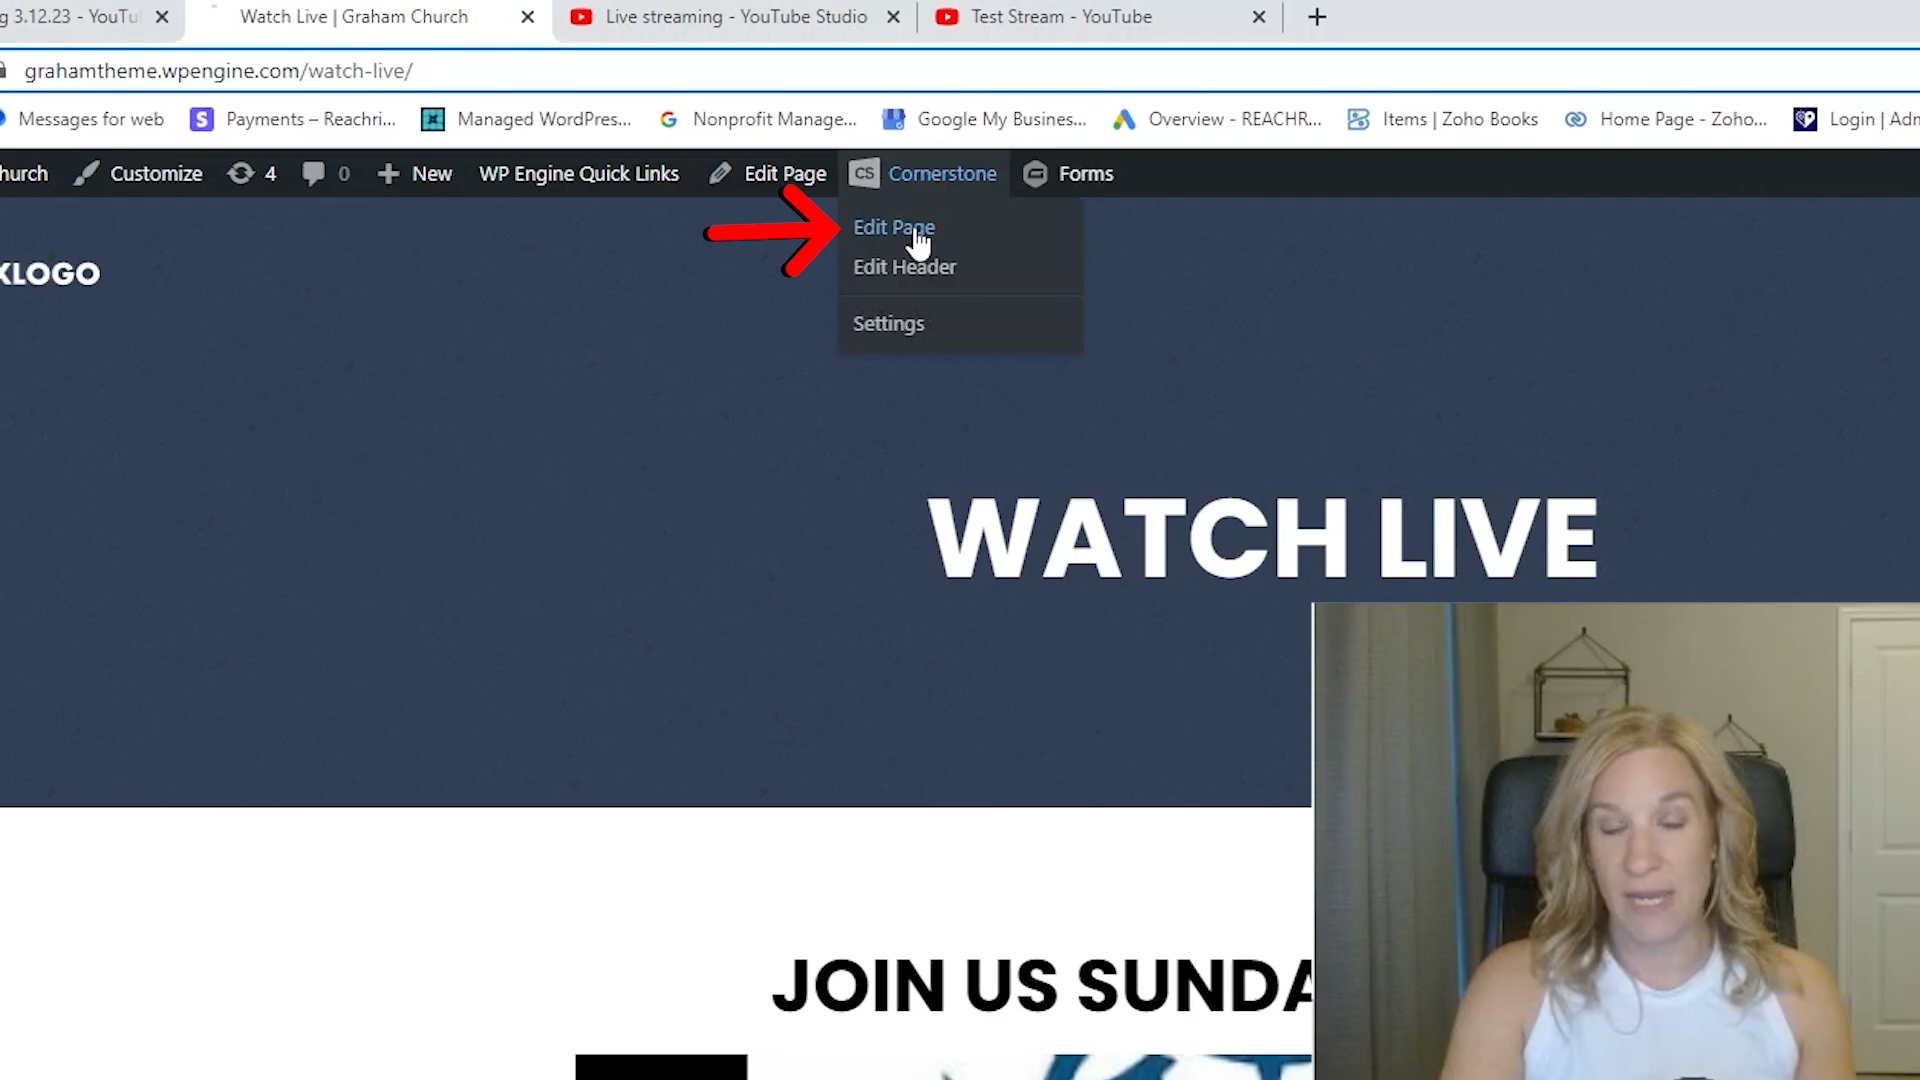 g 3.12.23 - YouTu
Watch Live | Graham Church
Live streaming - YouTube Studio
Test Stream - YouTube
grahamtheme.wpengine.com/watch-live/
Messages for web
S
Payments – Reachri...
Managed WordPres...
G
Nonprofit Manage...
Google My Busines...
Overview - REACHR...
Items | Zoho Books
Home Page - Zoho...
Login | Adn
hurch
Customize
4
0
New
WP Engine Quick Links
Edit Page
CS
Cornerstone
Forms
Edit Page
Edit Header
Settings
XLOGO
WATCH LIVE
JOIN US SUNDA